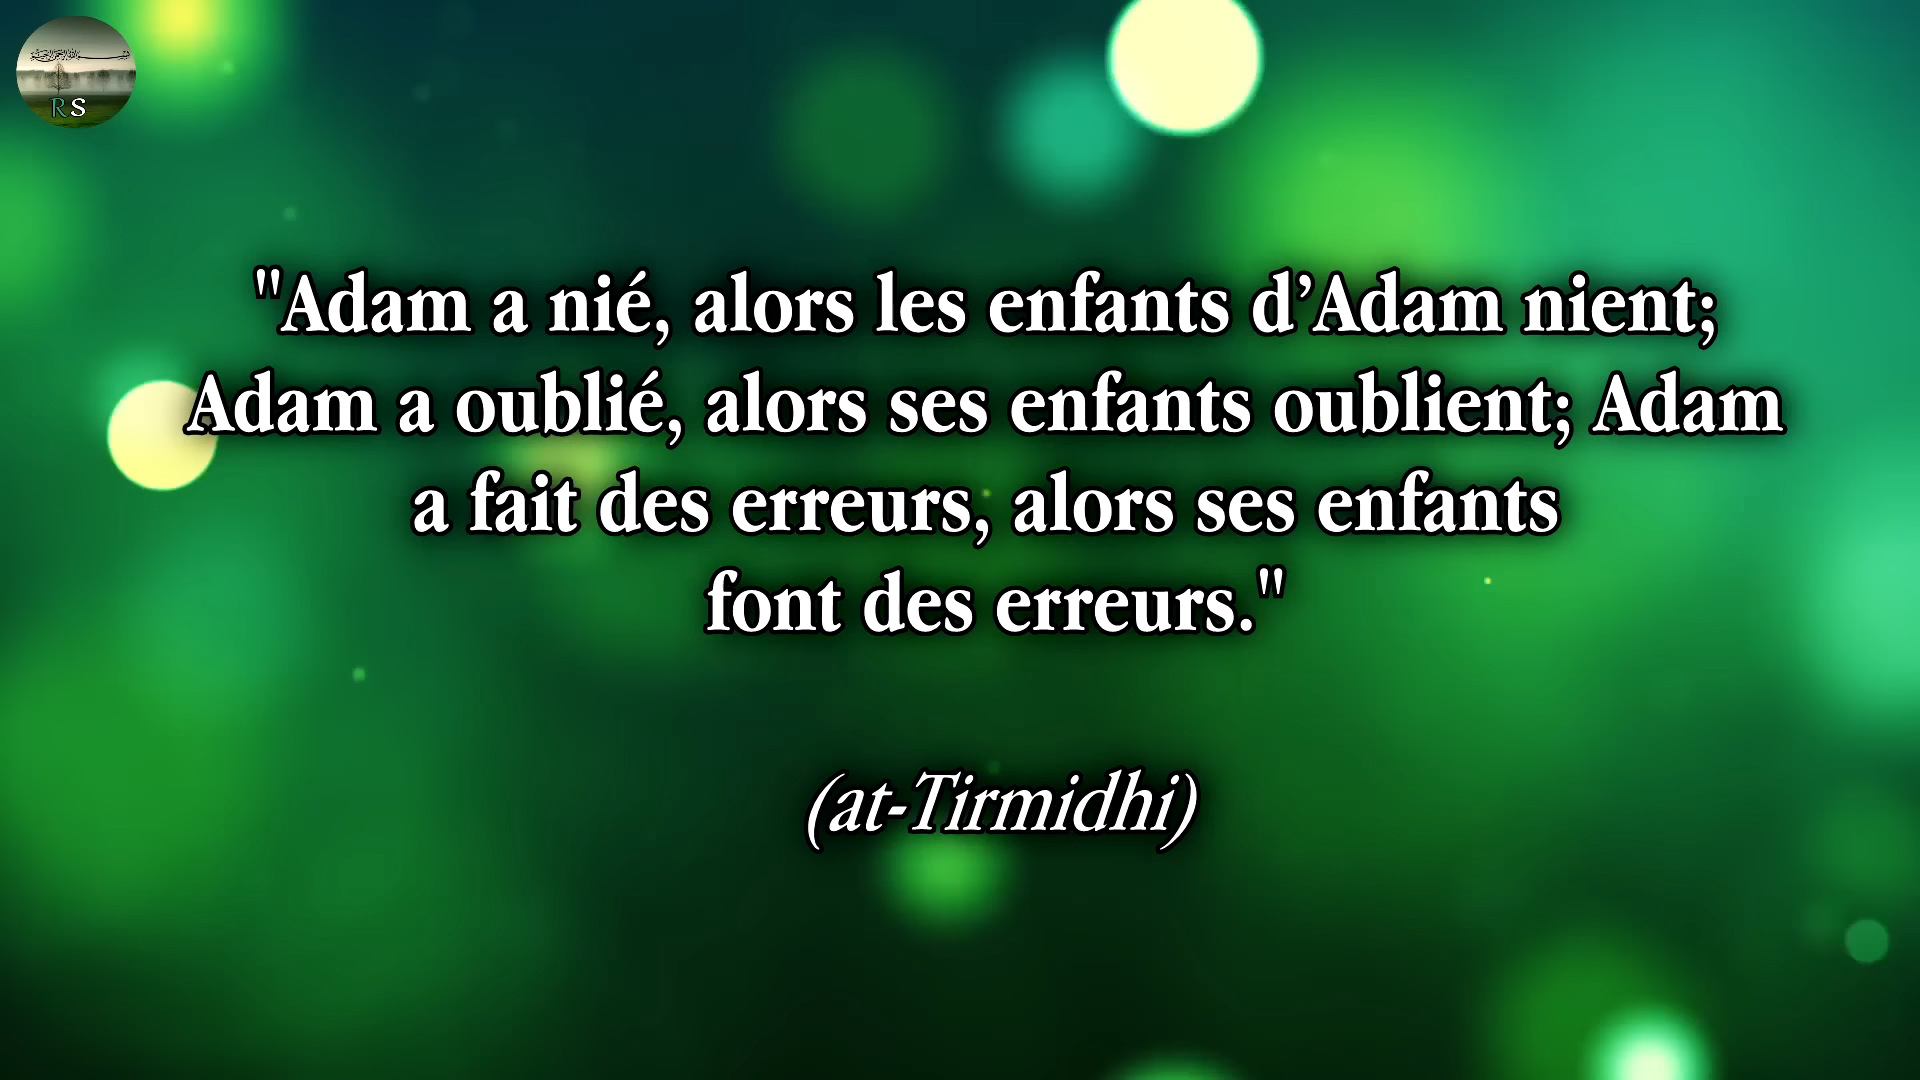 RS
"Adam a nié, alors les enfants d’Adam nient;
Adam a oublié, alors ses enfants oublient; Adam
a fait des erreurs, alors ses enfants
font des erreurs."
(at-Tirmidhi)